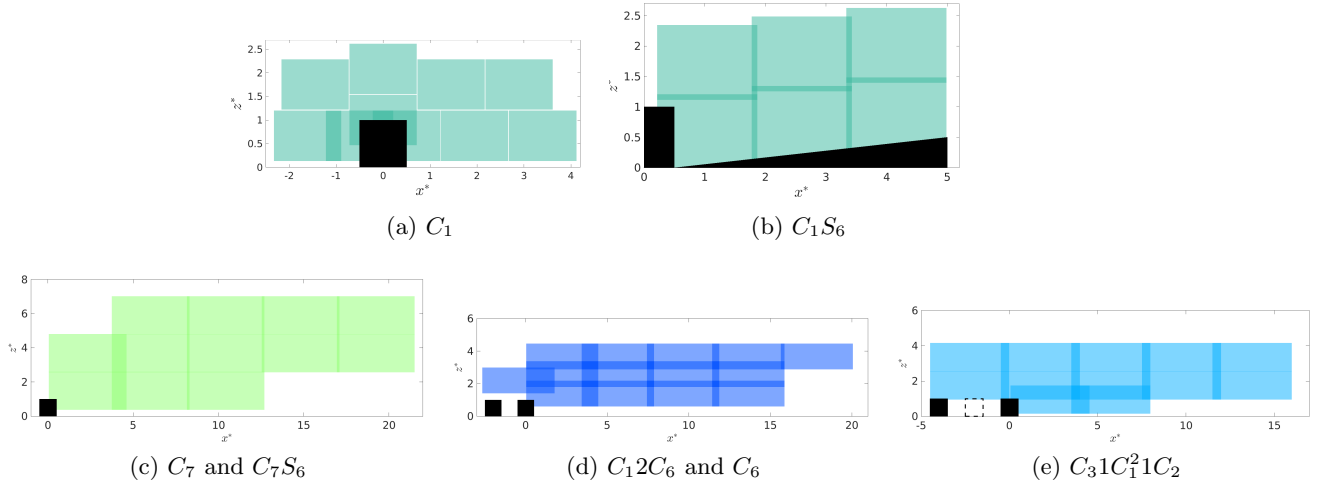 2.5
2
1.5
1
0.5
0
z*
-2 -1 0 1 2 3 4
x*
(a) C₁
2.5
2
1.5
1
0.5
0
z*
0 1 2 3 4 5
x*
(b) C₁S₆
8
6
4
2
0
z*
0 5 10 15 20
x*
(c) C₇ and C₇S₆
6
4
2
0
z*
0 5 10 15 20
x*
(d) C₁2C₆ and C₆
6
4
2
0
z*
-5 0 5 10 15
x*
(e) C₃1C₁²1C₂